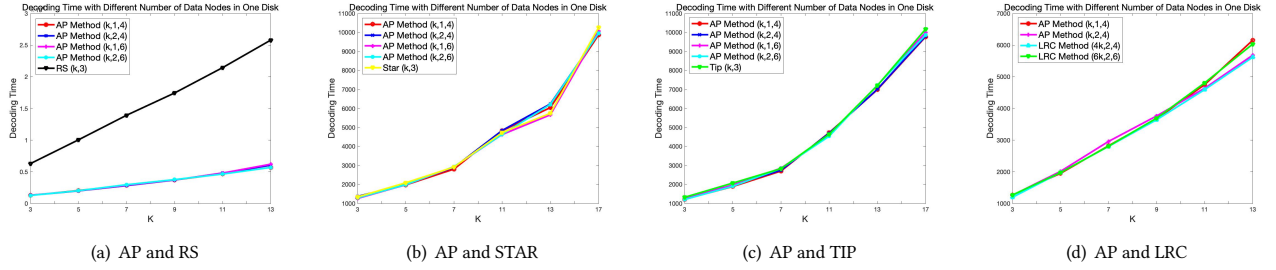 Decoding Time with Different Number of Data Nodes in One Disk
AP Method (k,1,4)
AP Method (k,2,4)
AP Method (k,1,6)
AP Method (k,2,6)
RS (k,3)
Decoding Time
3
2.5
2
1.5
1
0.5
0
3 5 7 9 11 13
K
(a) AP and RS
Decoding Time with Different Number of Data Nodes in One Disk
AP Method (k,1,4)
AP Method (k,2,4)
AP Method (k,1,6)
AP Method (k,2,6)
Star (k,3)
Decoding Time
11000
10000
9000
8000
7000
6000
5000
4000
3000
2000
1000
3 5 7 11 13 17
K
(b) AP and STAR
Decoding Time with Different Number of Data Nodes in One Disk
AP Method (k,1,4)
AP Method (k,2,4)
AP Method (k,1,6)
AP Method (k,2,6)
Tip (k,3)
Decoding Time
11000
10000
9000
8000
7000
6000
5000
4000
3000
2000
1000
3 5 7 11 13 17
K
(c) AP and TIP
Decoding Time with Different Number of Data Nodes in One Disk
AP Method (k,1,4)
AP Method (k,2,4)
LRC Method (4k,2,4)
LRC Method (6k,2,6)
Decoding Time
7000
6000
5000
4000
3000
2000
1000
3 5 7 9 11 13
K
(d) AP and LRC